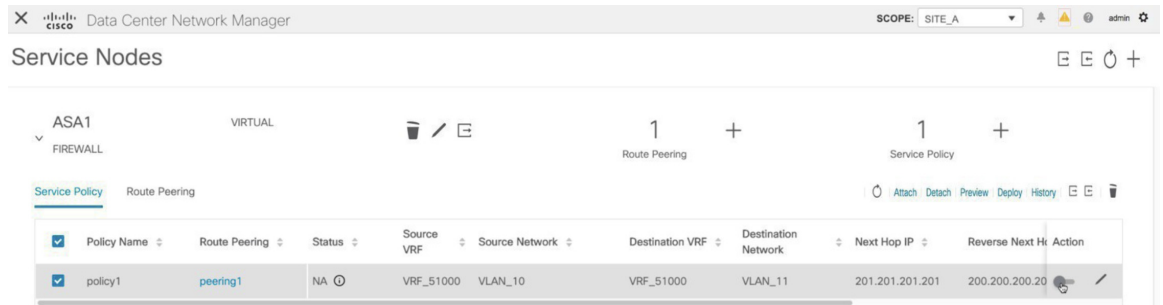 CISCO Data Center Network Manager SCOPE: SITE_A admin
Service Nodes
ASA1 VIRTUAL 1 1
FIREWALL Route Peering Service Policy
Service Policy Route Peering Attach Detach Preview Deploy History
Policy Name Route Peering Status Source VRF Source Network Destination VRF Destination Network Next Hop IP Reverse Next Action
policy1 peering1 NA VRF_51000 VLAN_10 VRF_51000 VLAN_11 201.201.201.201 200.200.200.20